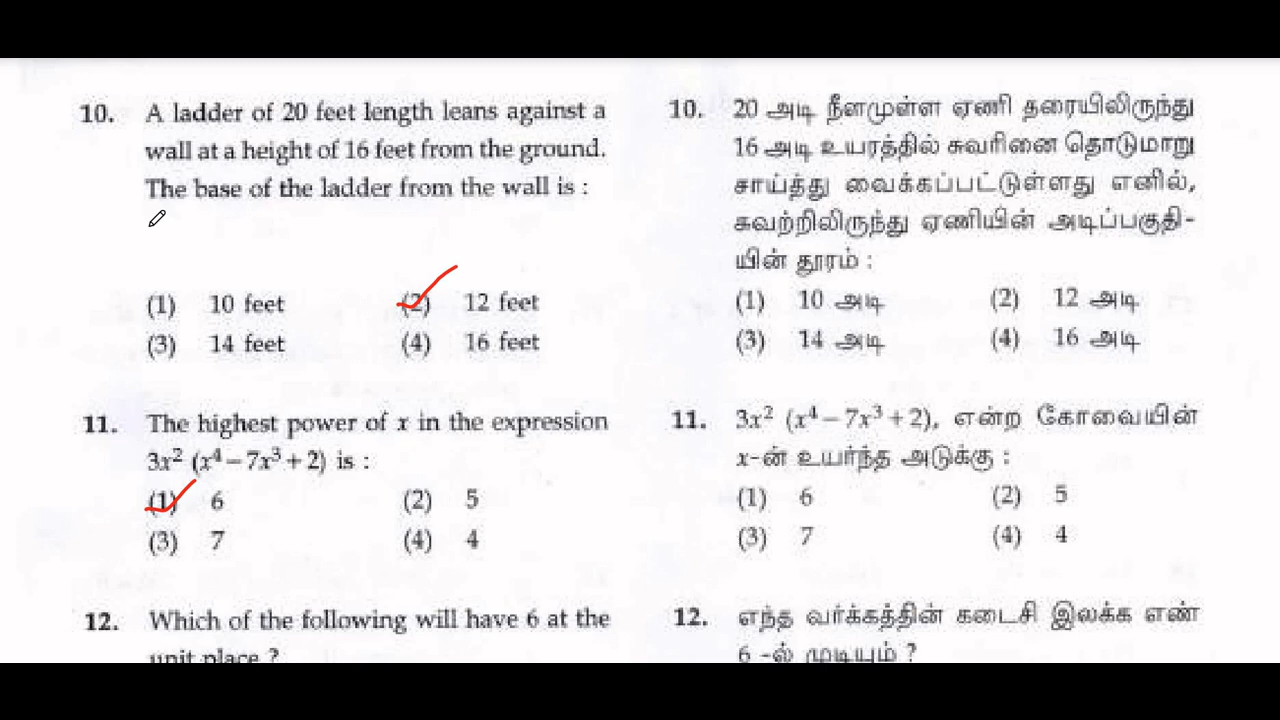 10. A ladder of 20 feet length leans against a
wall at a height of 16 feet from the ground.
The base of the ladder from the wall is :
(1) 10 feet (2) 12 feet
(3) 14 feet (4) 16 feet
11. The highest power of x in the expression
3x² (x⁴ – 7x³ + 2) is :
(1) 6 (2) 5
(3) 7 (4) 4
12. Which of the following will have 6 at the
unit place ?
10. 20 அடி நீளமுள்ள ஏணி தரையிலிருந்து
16 அடி உயரத்தில் சுவரினை தொடுமாறு
சாய்த்து வைக்கப்பட்டுள்ளது எனில்,
சுவற்றிலிருந்து ஏணியின் அடிப்பகுதி-
யின் தூரம் :
(1) 10 அடி (2) 12 அடி
(3) 14 அடி (4) 16 அடி
11. 3x² (x⁴ – 7x³ + 2), என்ற கோவையின்
x-ன் உயர்ந்த அடுக்கு :
(1) 6 (2) 5
(3) 7 (4) 4
12. எந்த வர்க்கத்தின் கடைசி இலக்க எண்
6 -ல் முடியும் ?